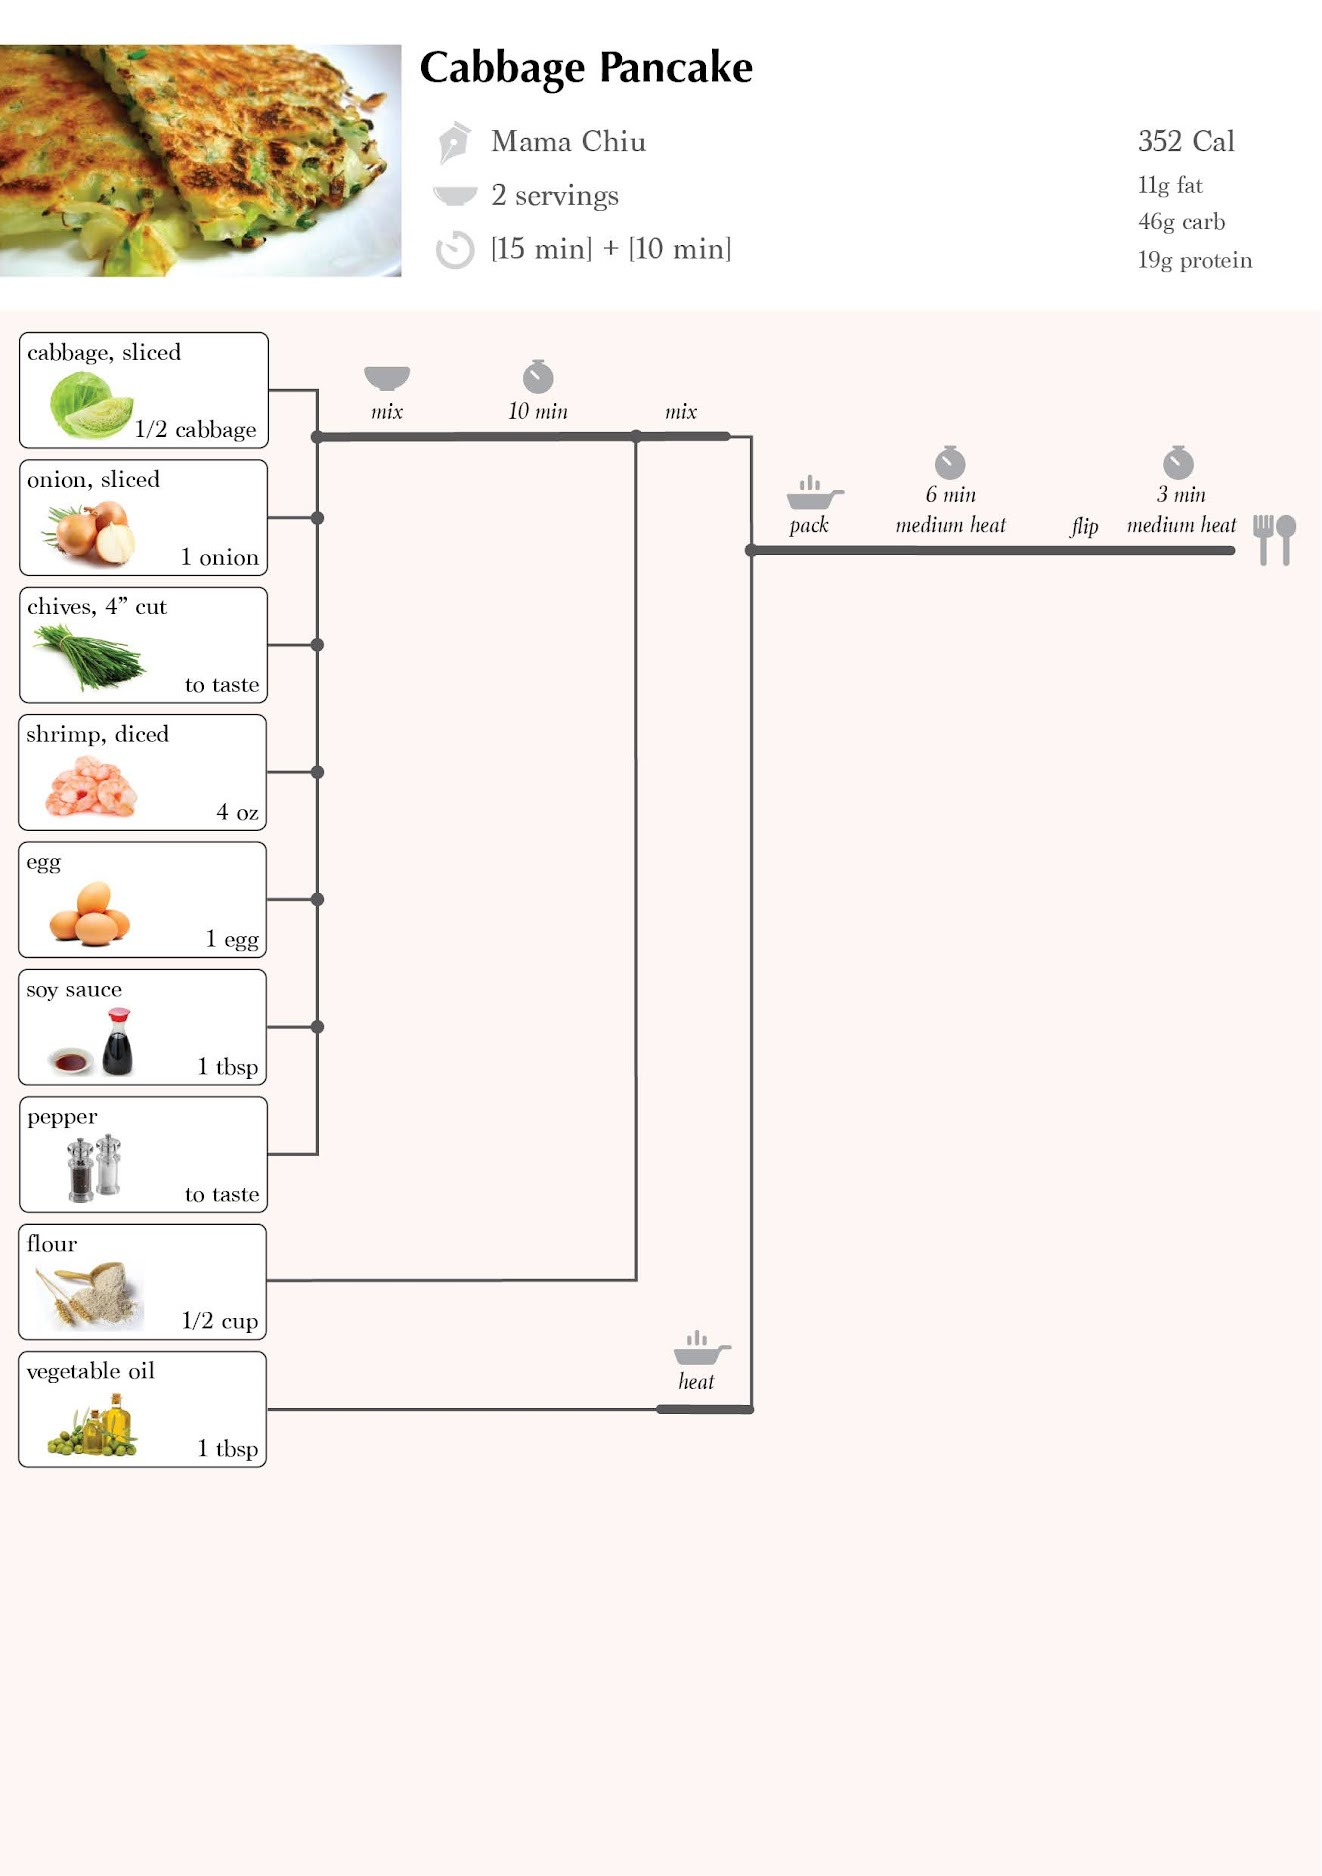 Cabbage Pancake
Mama Chiu
2 servings
[15 min] + [10 min]
352 Cal
11g fat
46g carb
19g protein
cabbage, sliced
1/2 cabbage
onion, sliced
1 onion
chives, 4” cut
to taste
shrimp, diced
4 oz
egg
1 egg
soy sauce
1 tbsp
pepper
to taste
flour
1/2 cup
vegetable oil
1 tbsp
mix
10 min
mix
heat
pack
6 min
medium heat
flip
3 min
medium heat